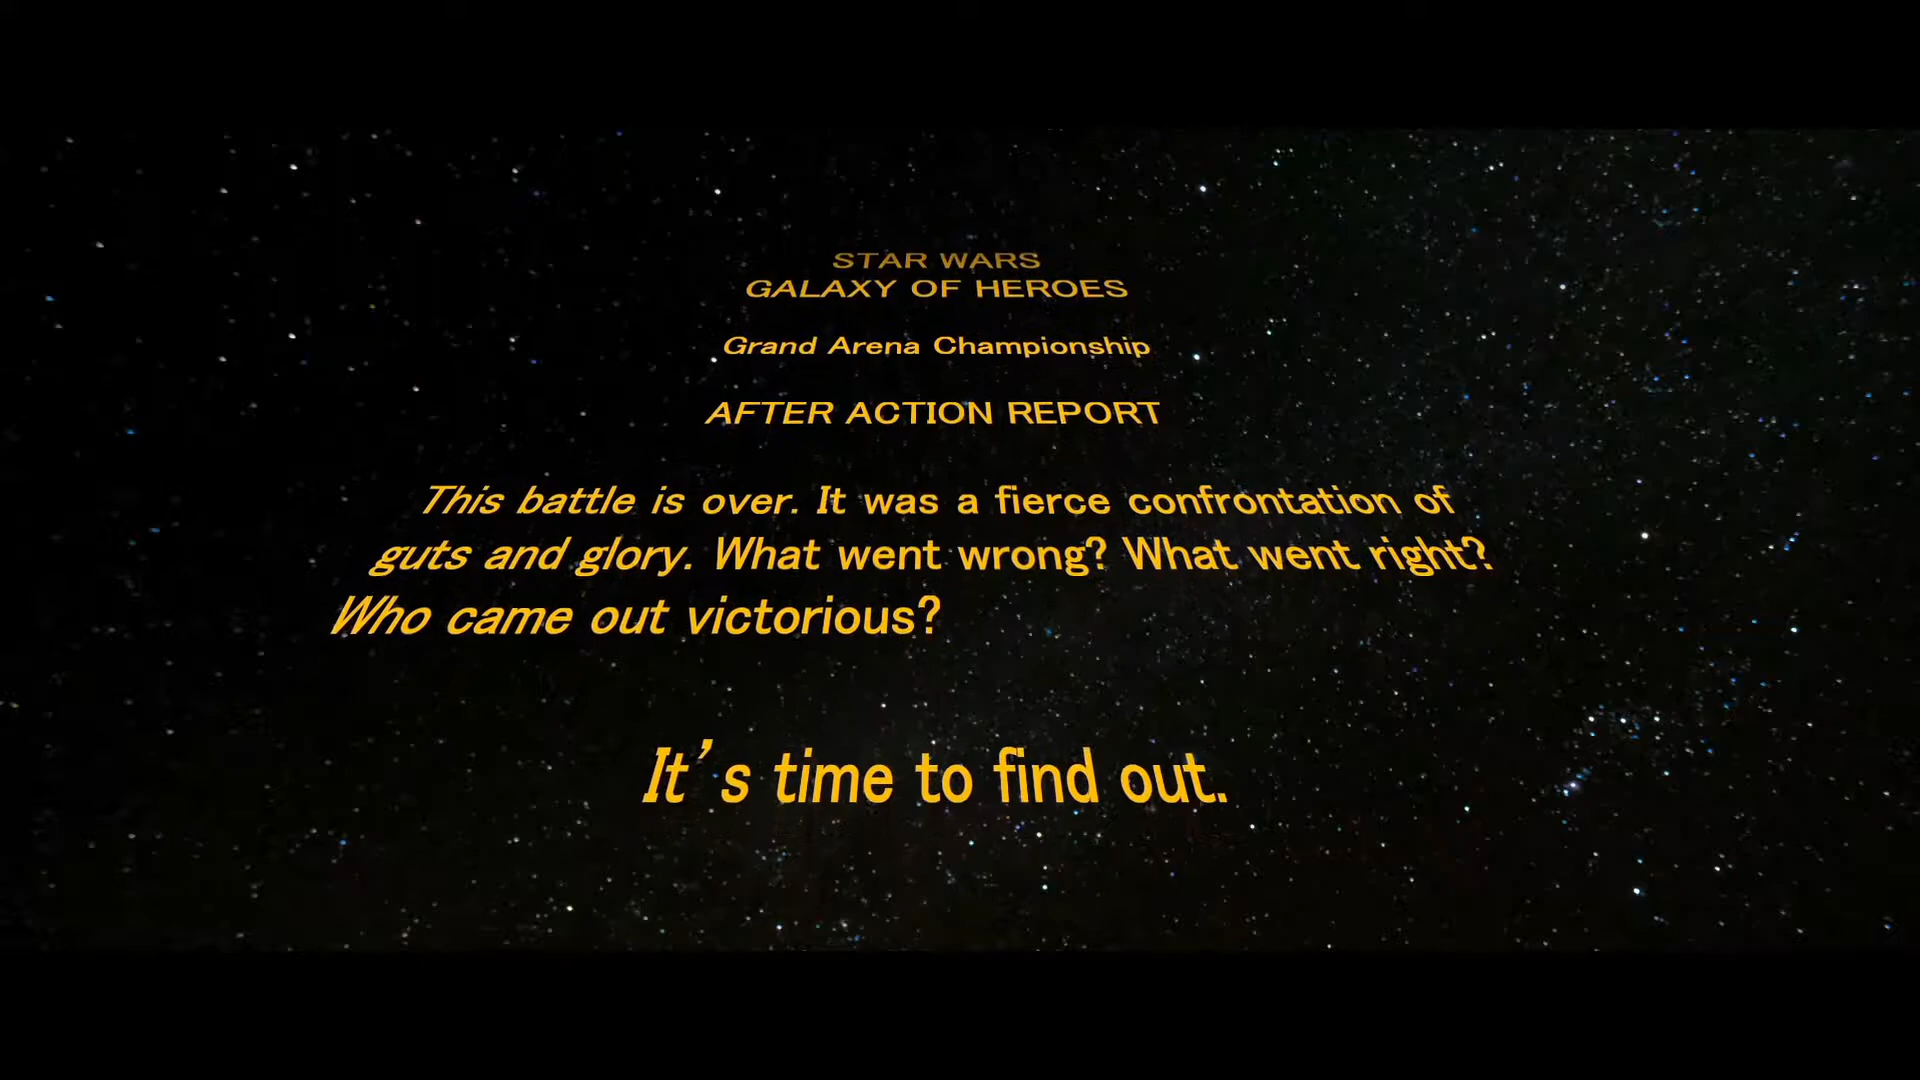 STAR WARS
GALAXY OF HEROES
Grand Arena Championship
AFTER ACTION REPORT
This battle is over. It was a fierce confrontation of
guts and glory. What went wrong? What went right?
Who came out victorious?
It's time to find out.